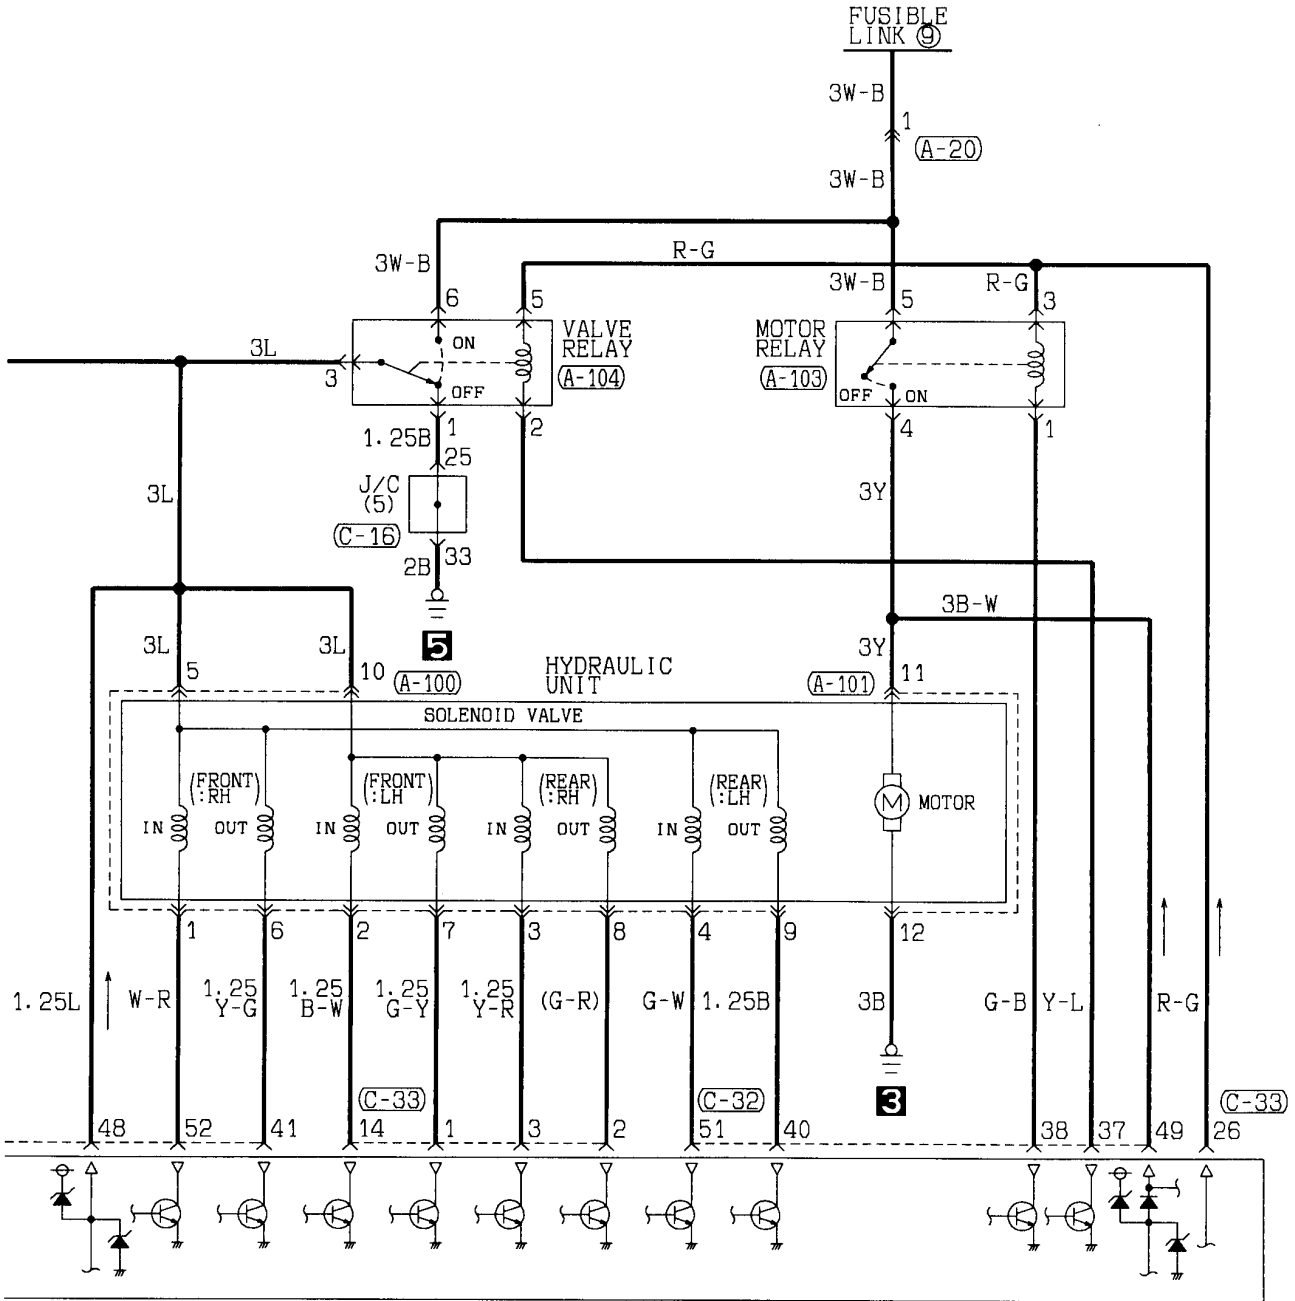 FUSIBLE
LINK ⑨
3W-B
1
A-20
3W-B
R-G
3W-B
3W-B
R-G
6
5
5
3
ON
VALVE
RELAY
A-104
MOTOR
RELAY
A-103
3L
3
OFF
OFF
ON
1
2
4
1
1.25B
25
J/C
(5)
C-16
3L
3Y
33
2B
3B-W
5
3L
3L
3Y
5
10
A-100
HYDRAULIC
UNIT
A-101
11
SOLENOID VALVE
(FRONT)
:RH
(FRONT)
:LH
(REAR)
:RH
(REAR)
:LH
M
MOTOR
IN
OUT
IN
OUT
IN
OUT
IN
OUT
1
6
2
7
3
8
4
9
12
1.25L
W-R
1.25
Y-G
1.25
B-W
1.25
G-Y
1.25
Y-R
(G-R)
G-W
1.25B
3B
G-B
Y-L
R-G
C-33
C-32
3
C-33
48
52
41
14
1
3
2
51
40
38
37
49
26